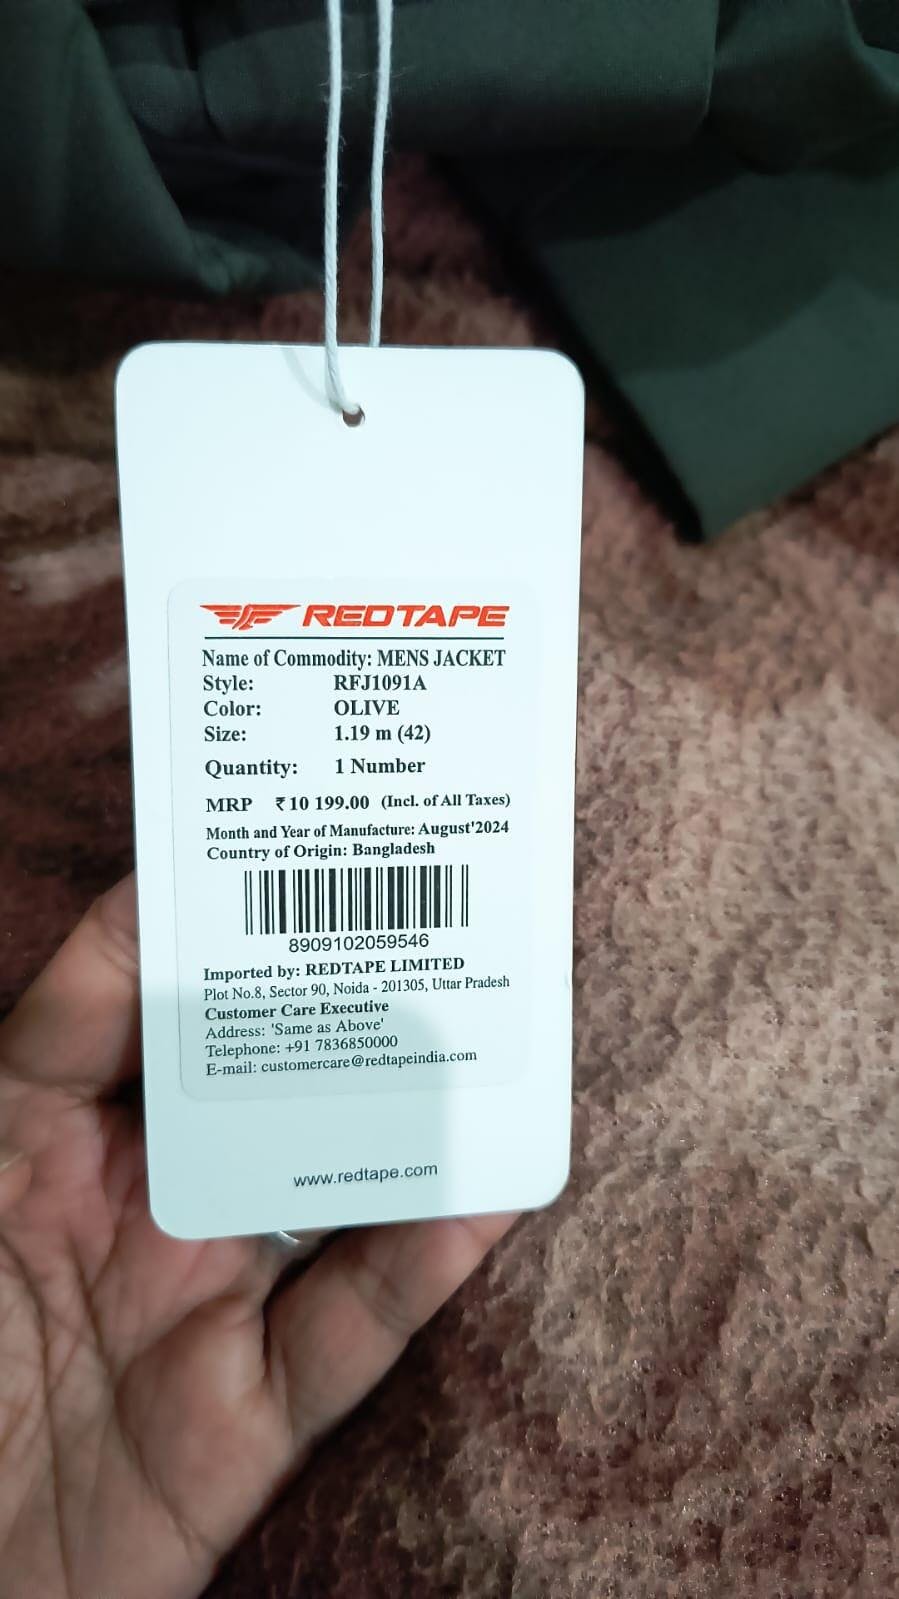 REDTAPE
Name of Commodity: MENS JACKET
Style: RFJ1091A
Color: OLIVE
Size: 1.19 m (42)
Quantity: 1 Number
MRP ₹10 199.00 (Incl. of All Taxes)
Month and Year of Manufacture: August'2024
Country of Origin: Bangladesh
8909102059546
Imported by: REDTAPE LIMITED
Plot No.8, Sector 90, Noida - 201305, Uttar Pradesh
Customer Care Executive
Address: 'Same as Above'
Telephone: +91 7836850000
E-mail: customercare@redtapeindia.com
www.redtape.com